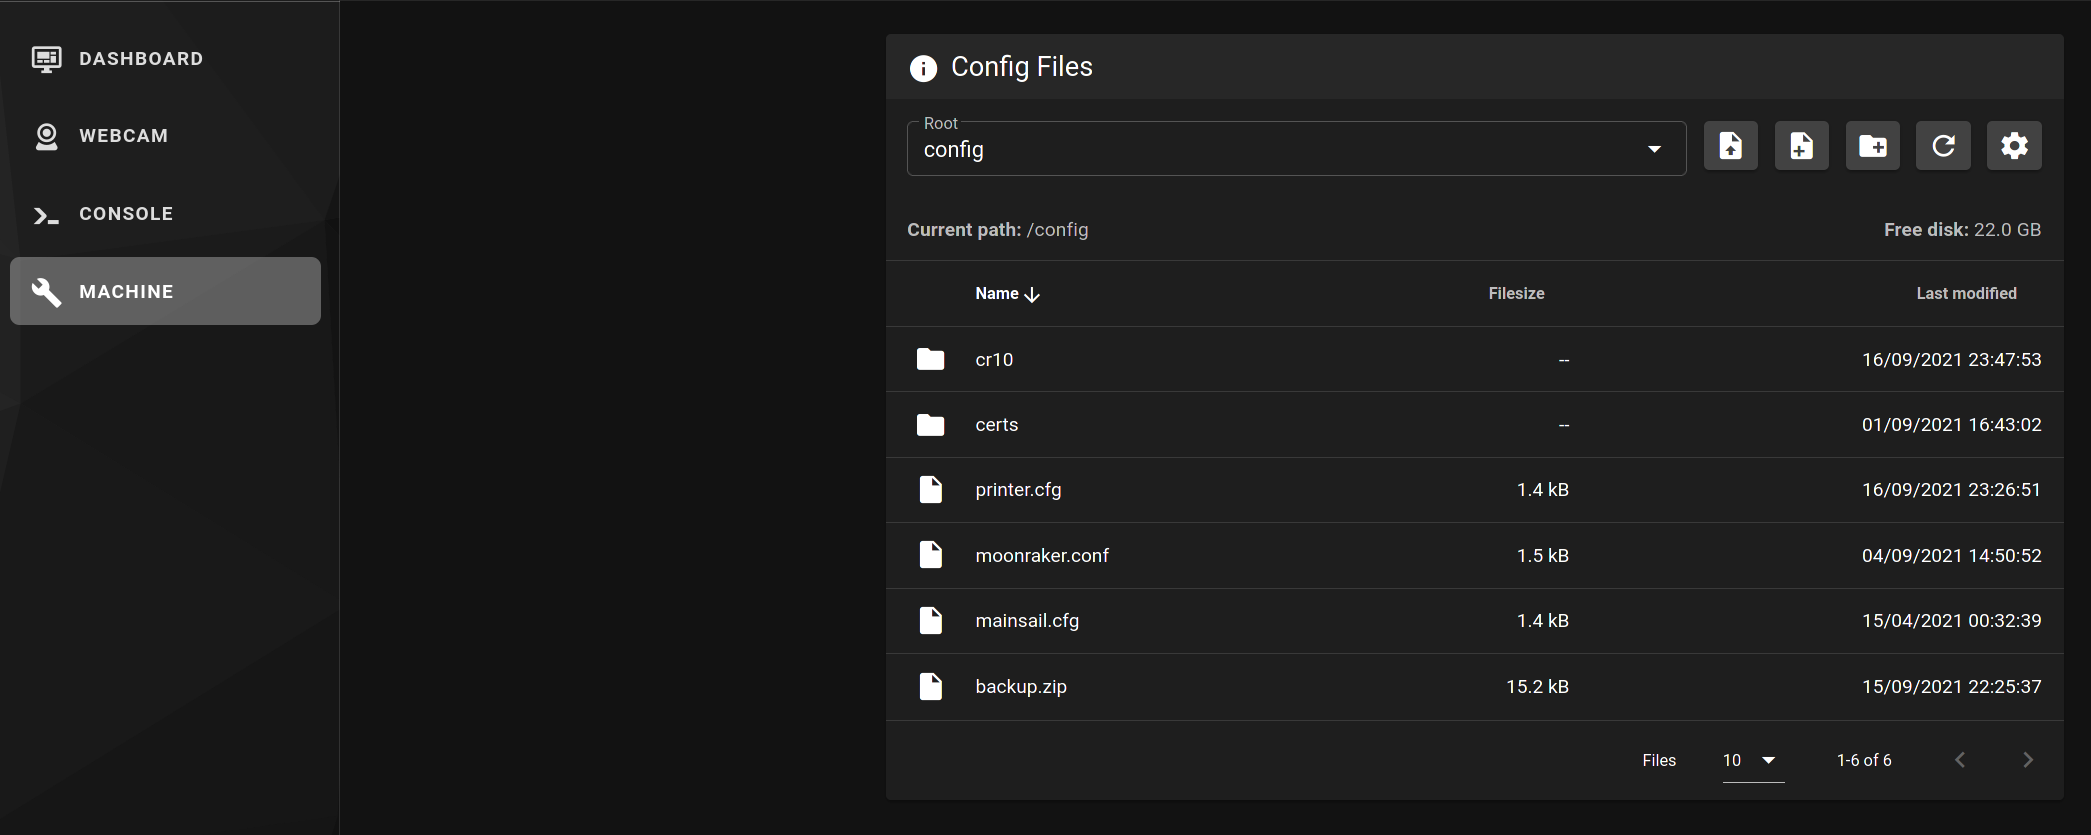 DASHBOARD
WEBCAM
CONSOLE
MACHINE
Config Files
Root
config
Current path: /config
Free disk: 22.0 GB
Name Filesize Last modified
cr10 -- 16/09/2021 23:47:53
certs -- 01/09/2021 16:43:02
printer.cfg 1.4 kB 16/09/2021 23:26:51
moonraker.conf 1.5 kB 04/09/2021 14:50:52
mainsail.cfg 1.4 kB 15/04/2021 00:32:39
backup.zip 15.2 kB 15/09/2021 22:25:37
Files 10 1-6 of 6